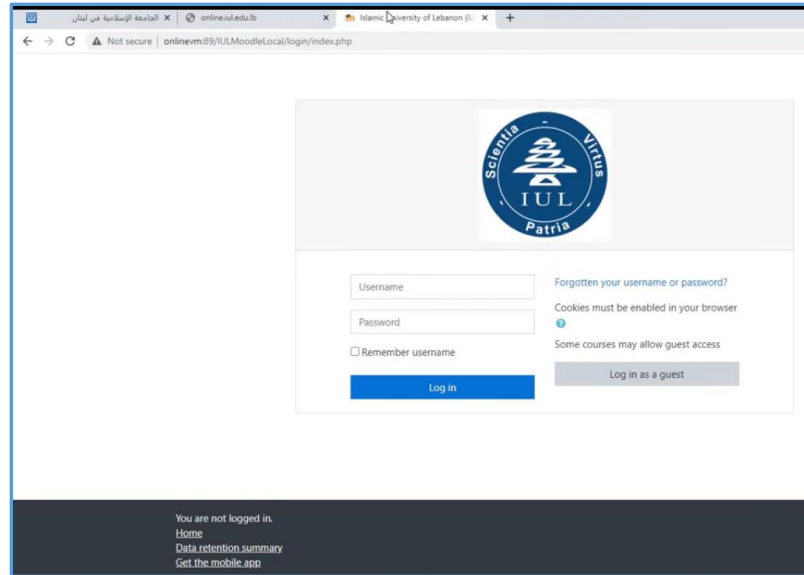 الجامعة الإسلامية في لبنان
online.iul.edu.lb
Islamic University of Lebanon (IU
Not secure | onlinevm:89/IULMoodleLocal/login/index.php
Scientia Virtus
IUL
Patria
Username
Forgotten your username or password?
Cookies must be enabled in your browser
Password
Some courses may allow guest access
Remember username
Log in as a guest
Log in
You are not logged in.
Home
Data retention summary
Get the mobile app